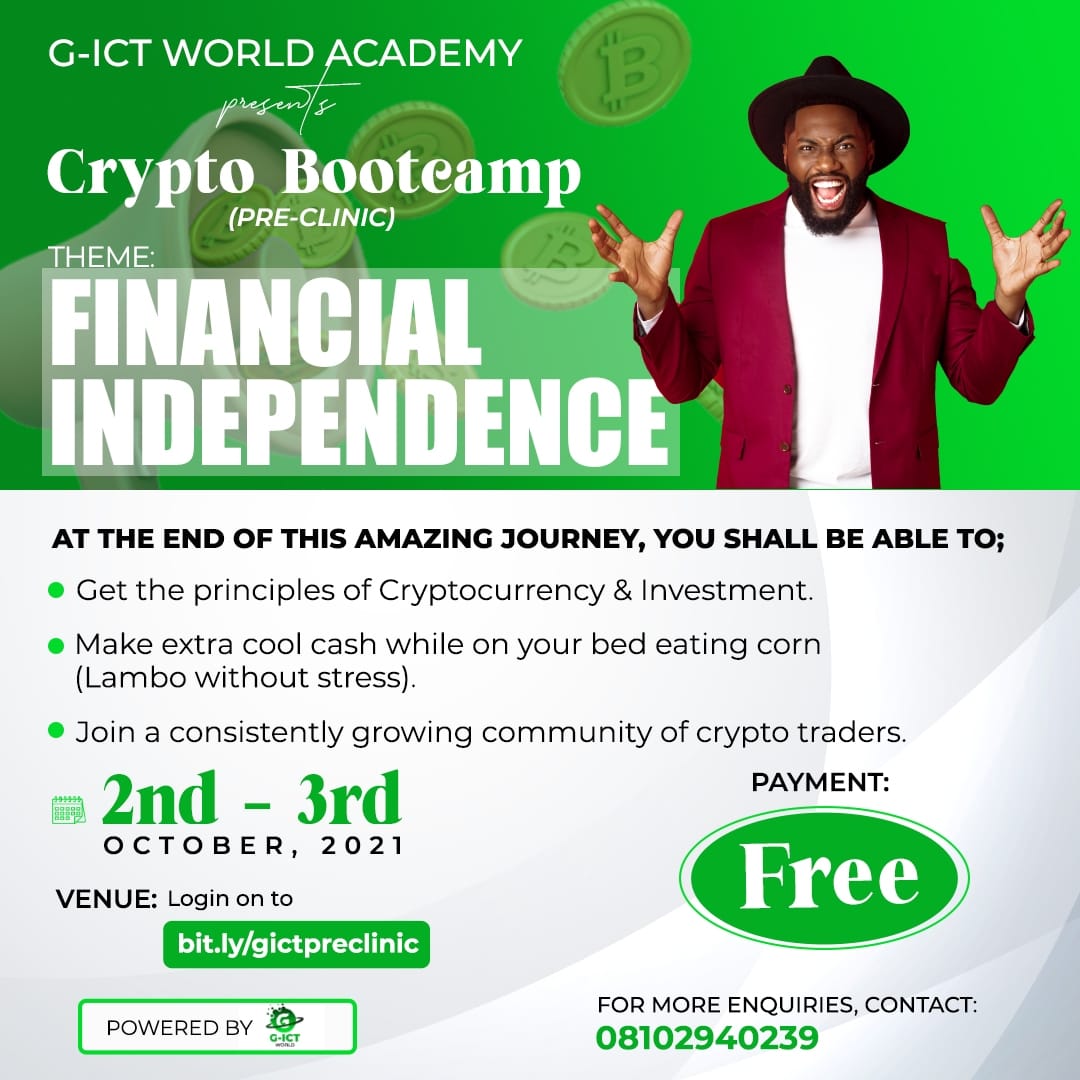 G-ICT WORLD ACADEMY
presents
Crypto Bootcamp
(PRE-CLINIC)
THEME:
FINANCIAL
INDEPENDENCE
AT THE END OF THIS AMAZING JOURNEY, YOU SHALL BE ABLE TO;
Get the principles of Cryptocurrency & Investment.
Make extra cool cash while on your bed eating corn
(Lambo without stress).
Join a consistently growing community of crypto traders.
2nd - 3rd
OCTOBER, 2021
PAYMENT:
Free
VENUE: Login on to
bit.ly/gictpreclinic
POWERED BY
G-ICT
WORLD
FOR MORE ENQUIRIES, CONTACT:
08102940239